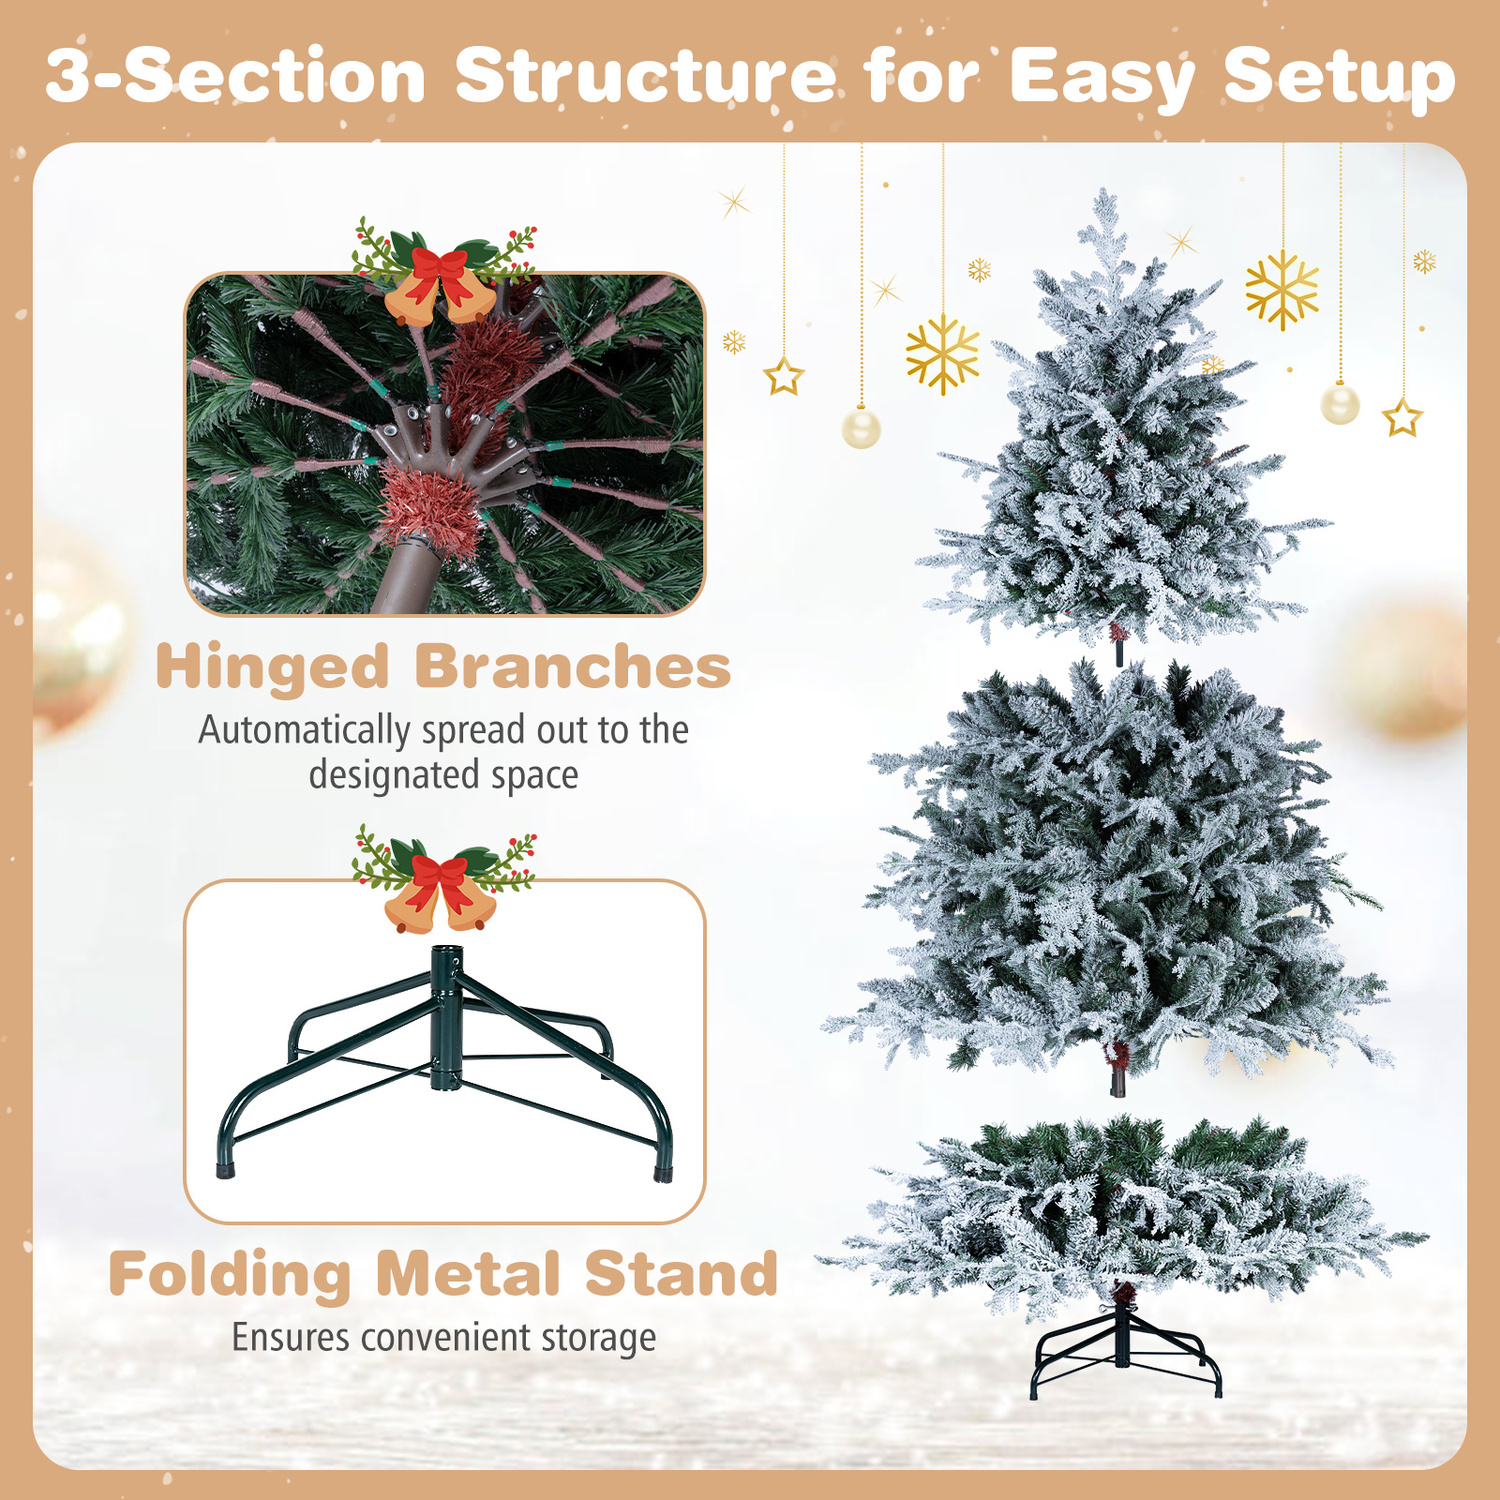 3-Section Structure for Easy Setup
Hinged Branches
Automatically spread out to the
designated space
Folding Metal Stand
Ensures convenient storage